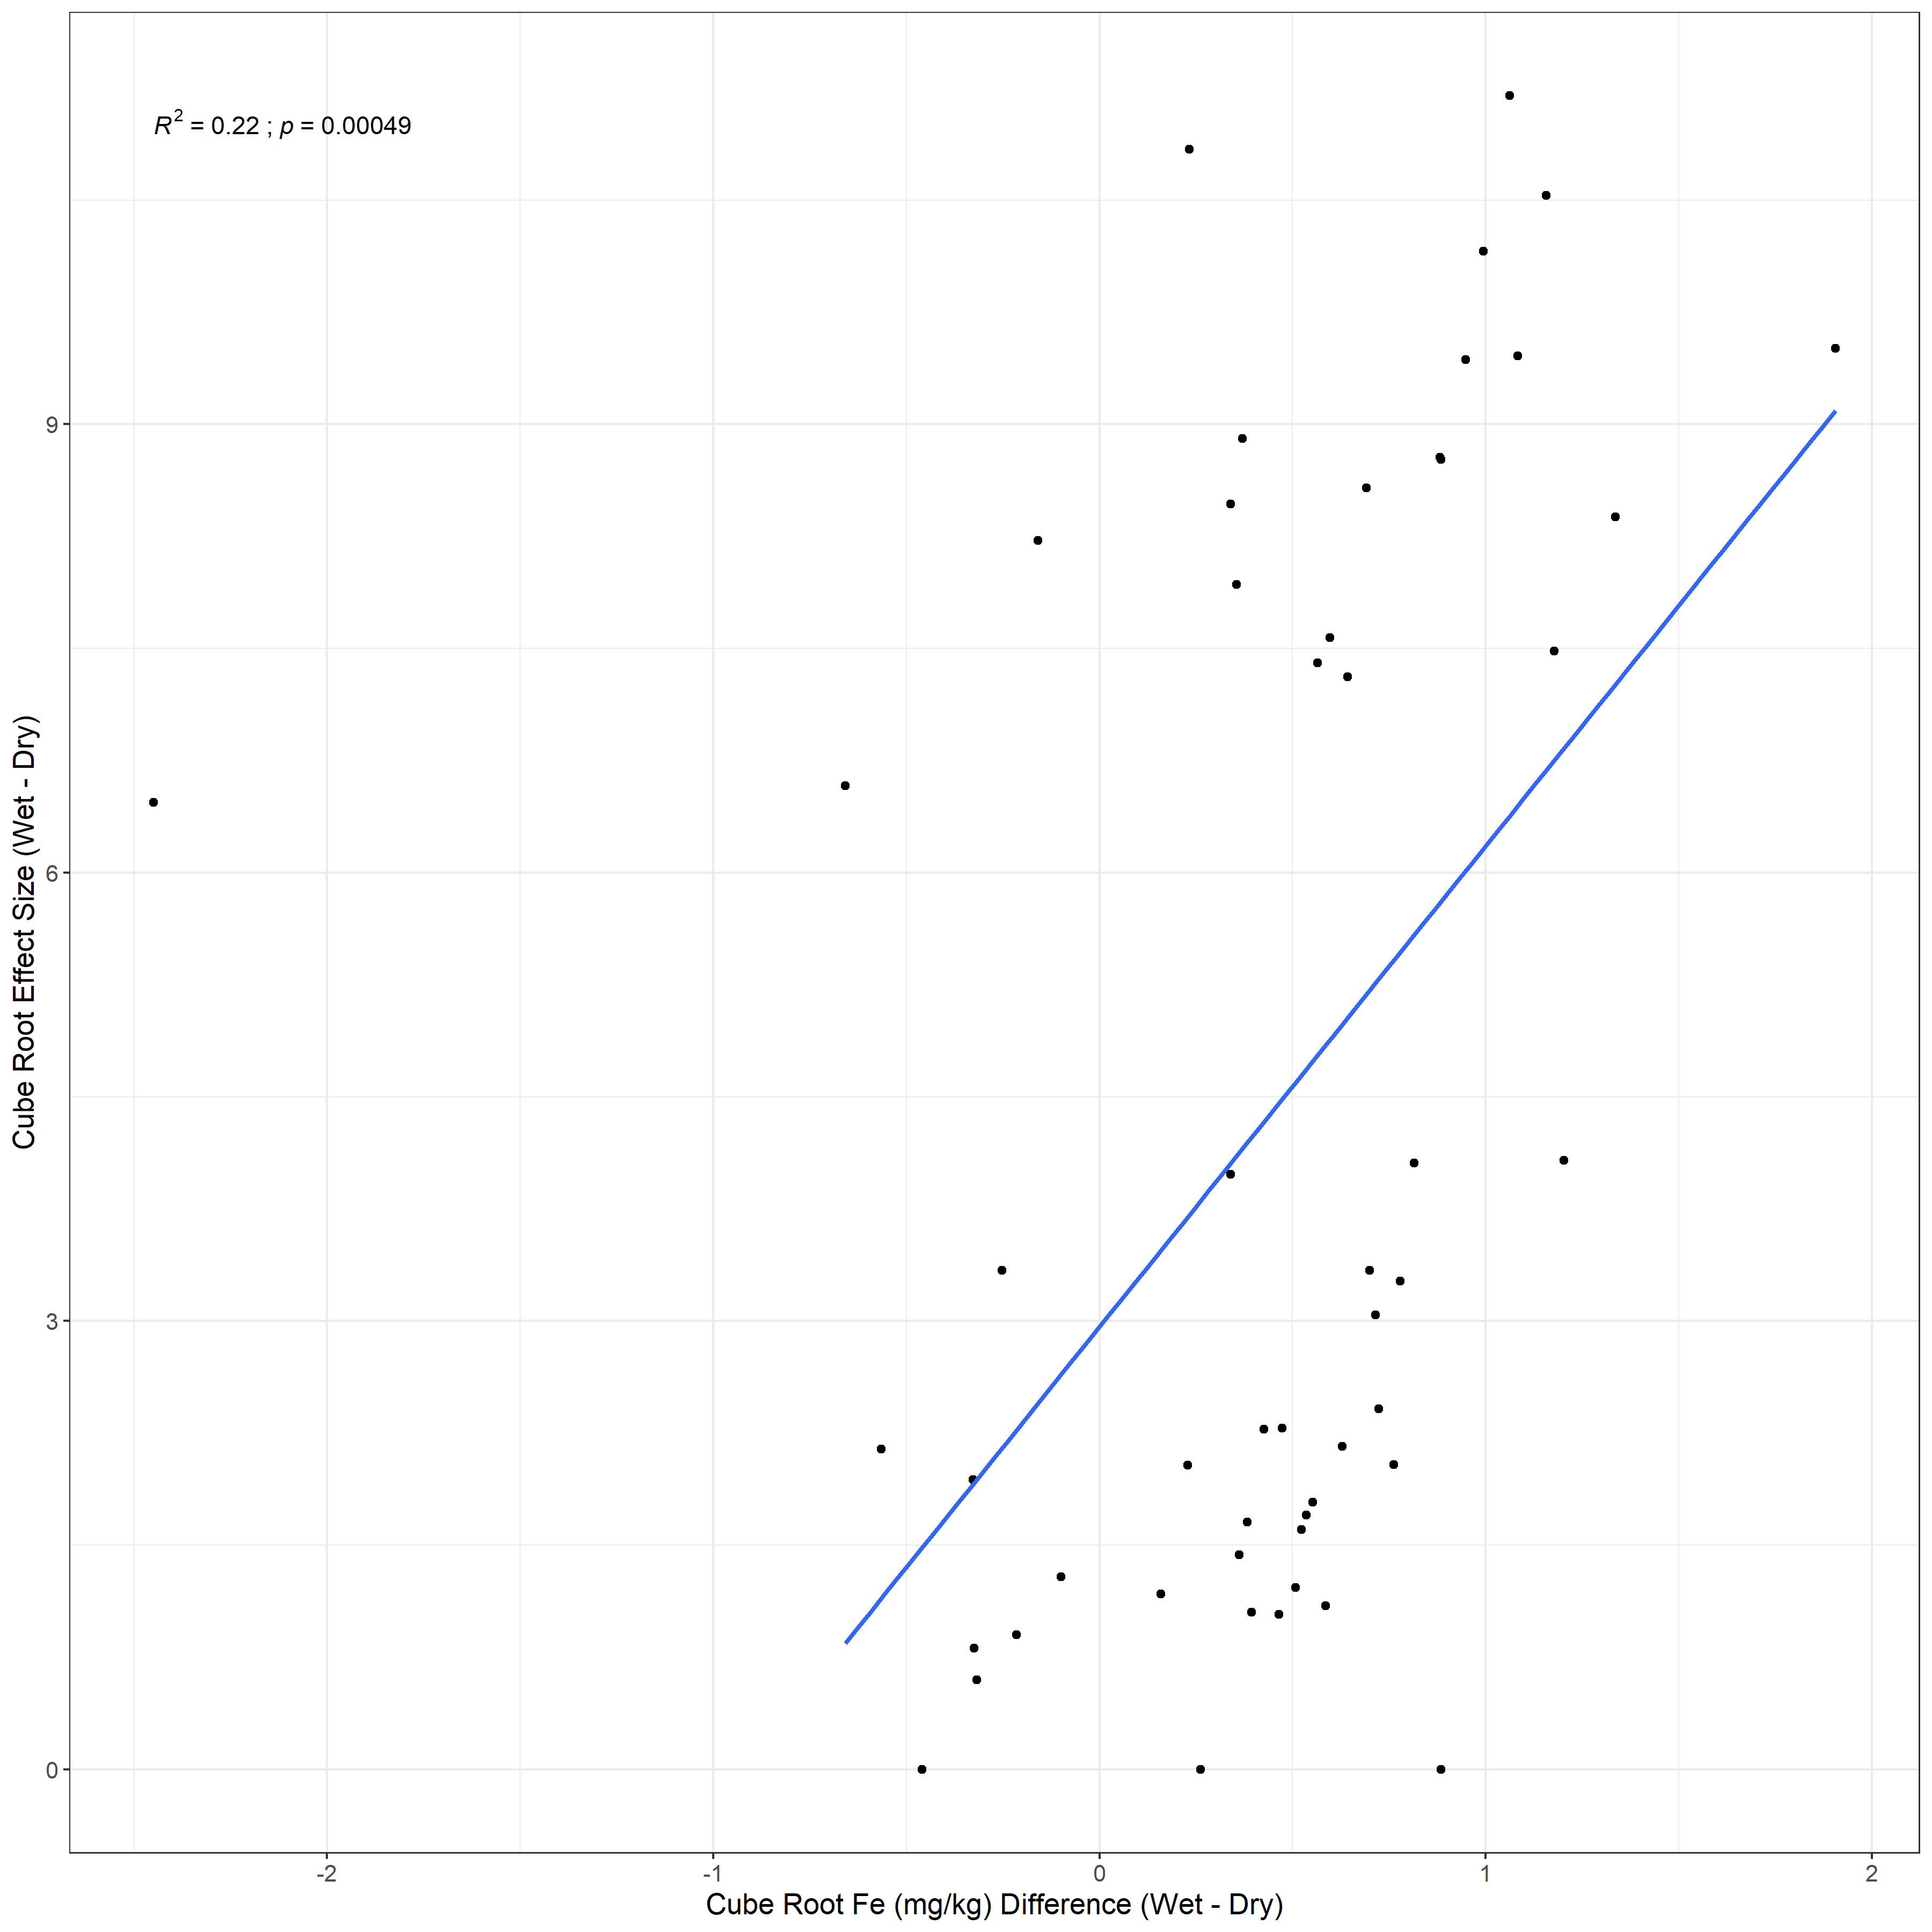 R² = 0.22 ; p = 0.00049
9
6
3
0
Cube Root Effect Size (Wet - Dry)
-2 -1 0 1 2
Cube Root Fe (mg/kg) Difference (Wet - Dry)